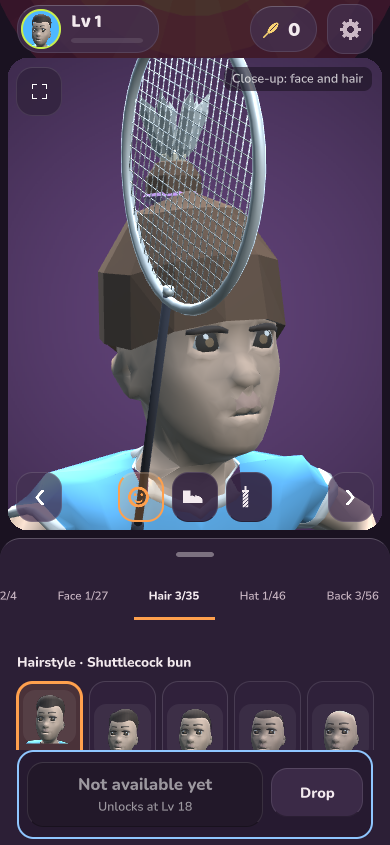 Lv 1
0
Close-up: face and hair
2/4
Face 1/27
Hair 3/35
Hat 1/46
Back 3/56
Hairstyle · Shuttlecock bun
Not available yet
Unlocks at Lv 18
Drop